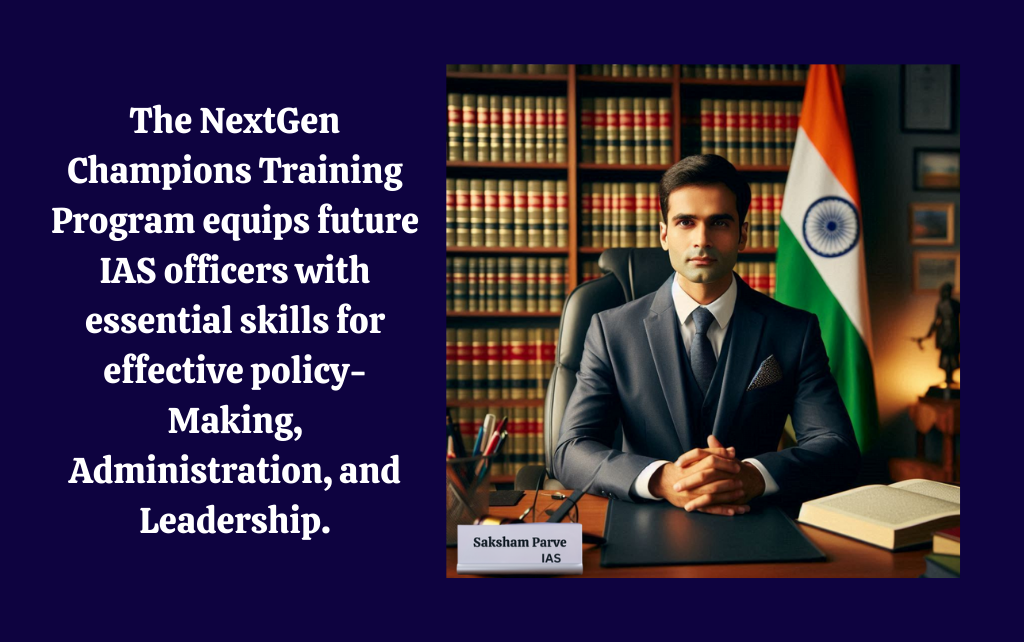 The NextGen
Champions Training
Program equips future
IAS officers with
essential skills for
effective policy-
Making,
Administration, and
Leadership.
Saksham Parve
IAS